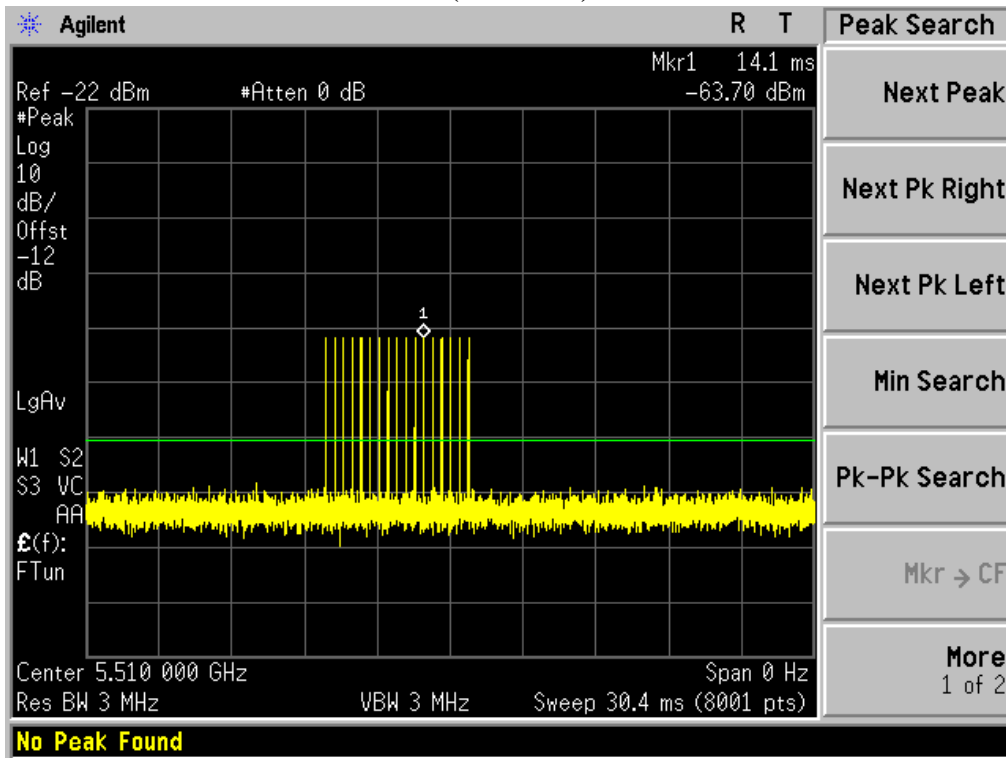 Agilent R T
Peak Search
Mkr1 14.1 ms
Ref -22 dBm #Atten 0 dB -63.70 dBm
#Peak
Log
10
dB/
Offst
-12
dB
1
LgAv
W1 S2
S3 VC
AA
£(f):
FTun
Center 5.510 000 GHz Span 0 Hz
Res BW 3 MHz VBW 3 MHz Sweep 30.4 ms (8001 pts)
No Peak Found
Next Peak
Next Pk Right
Next Pk Left
Min Search
Pk-Pk Search
Mkr → CF
More
1 of 2